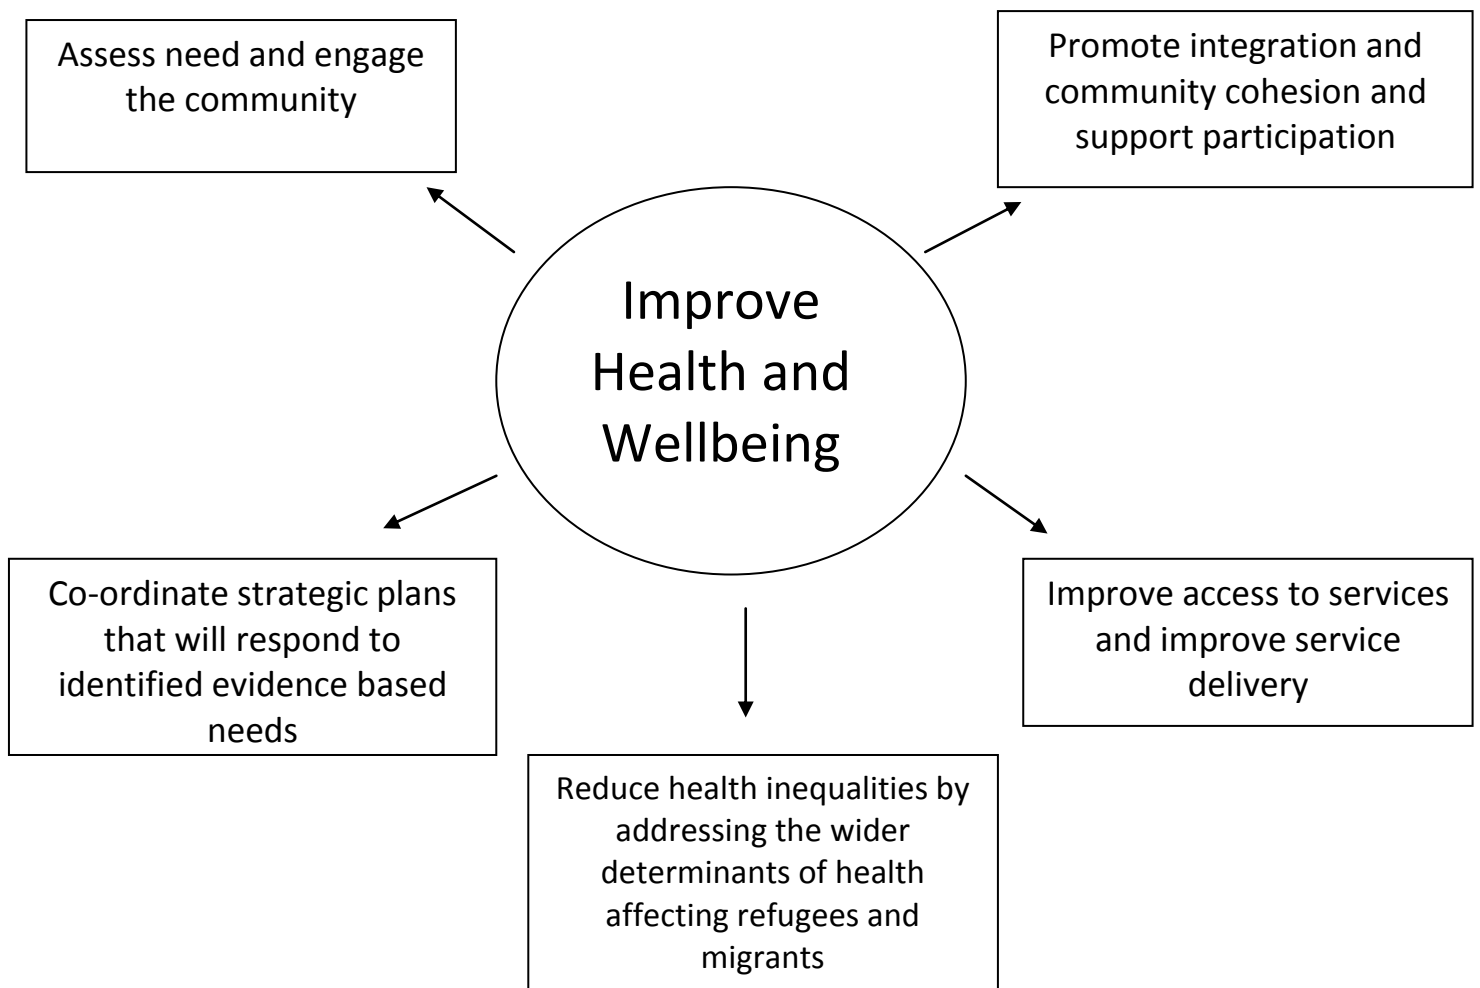 Assess need and engage
the community
Promote integration and
community cohesion and
support participation
Improve
Health and
Wellbeing
Co-ordinate strategic plans
that will respond to
identified evidence based
needs
Improve access to services
and improve service
delivery
Reduce health inequalities by
addressing the wider
determinants of health
affecting refugees and
migrants